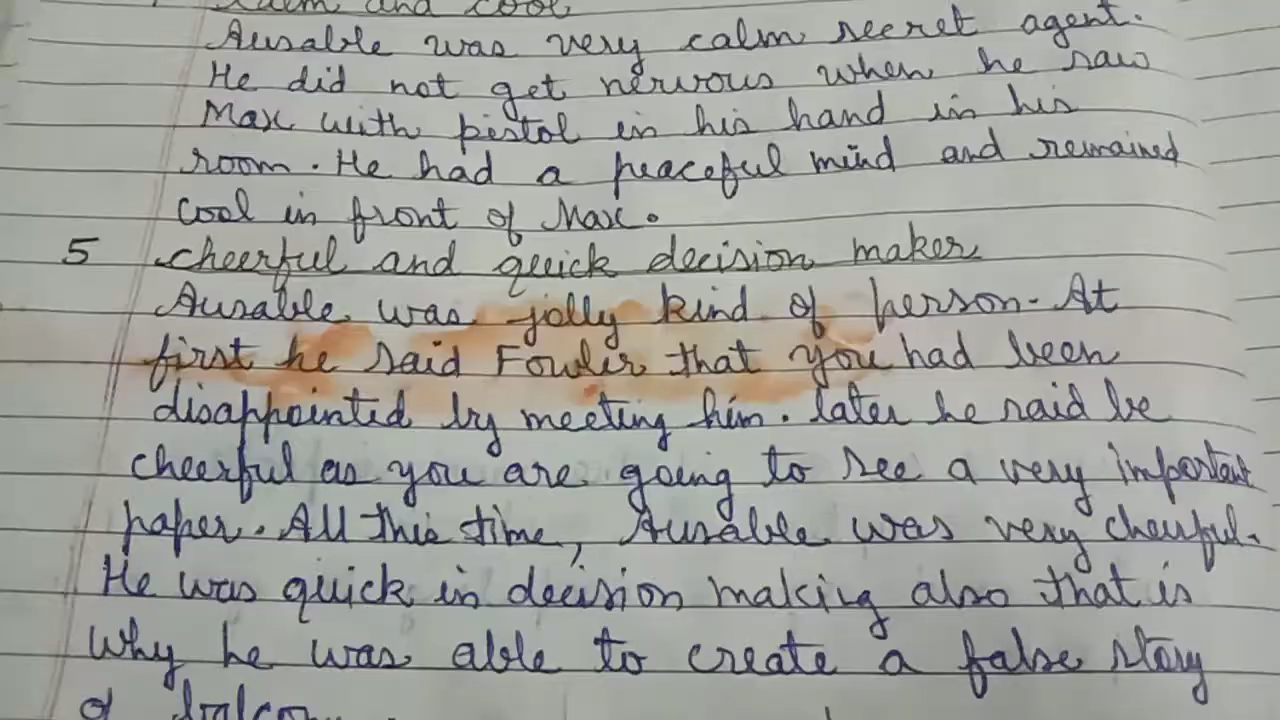 Calm and cool
Ausable was very calm secret agent.
He did not get nervous when he saw
Max with pistol in his hand in his
room. He had a peaceful mind and remained
cool in front of Max.
5 cheerful and quick decision maker
Ausable was jolly kind of person. At
first he said Fowler that you had been
disappointed by meeting him. later he said be
cheerful as you are going to see a very important
paper. All this time, Ausable was very cheerful.
He was quick in decision making also that is
why he was able to create a false story
of balcony